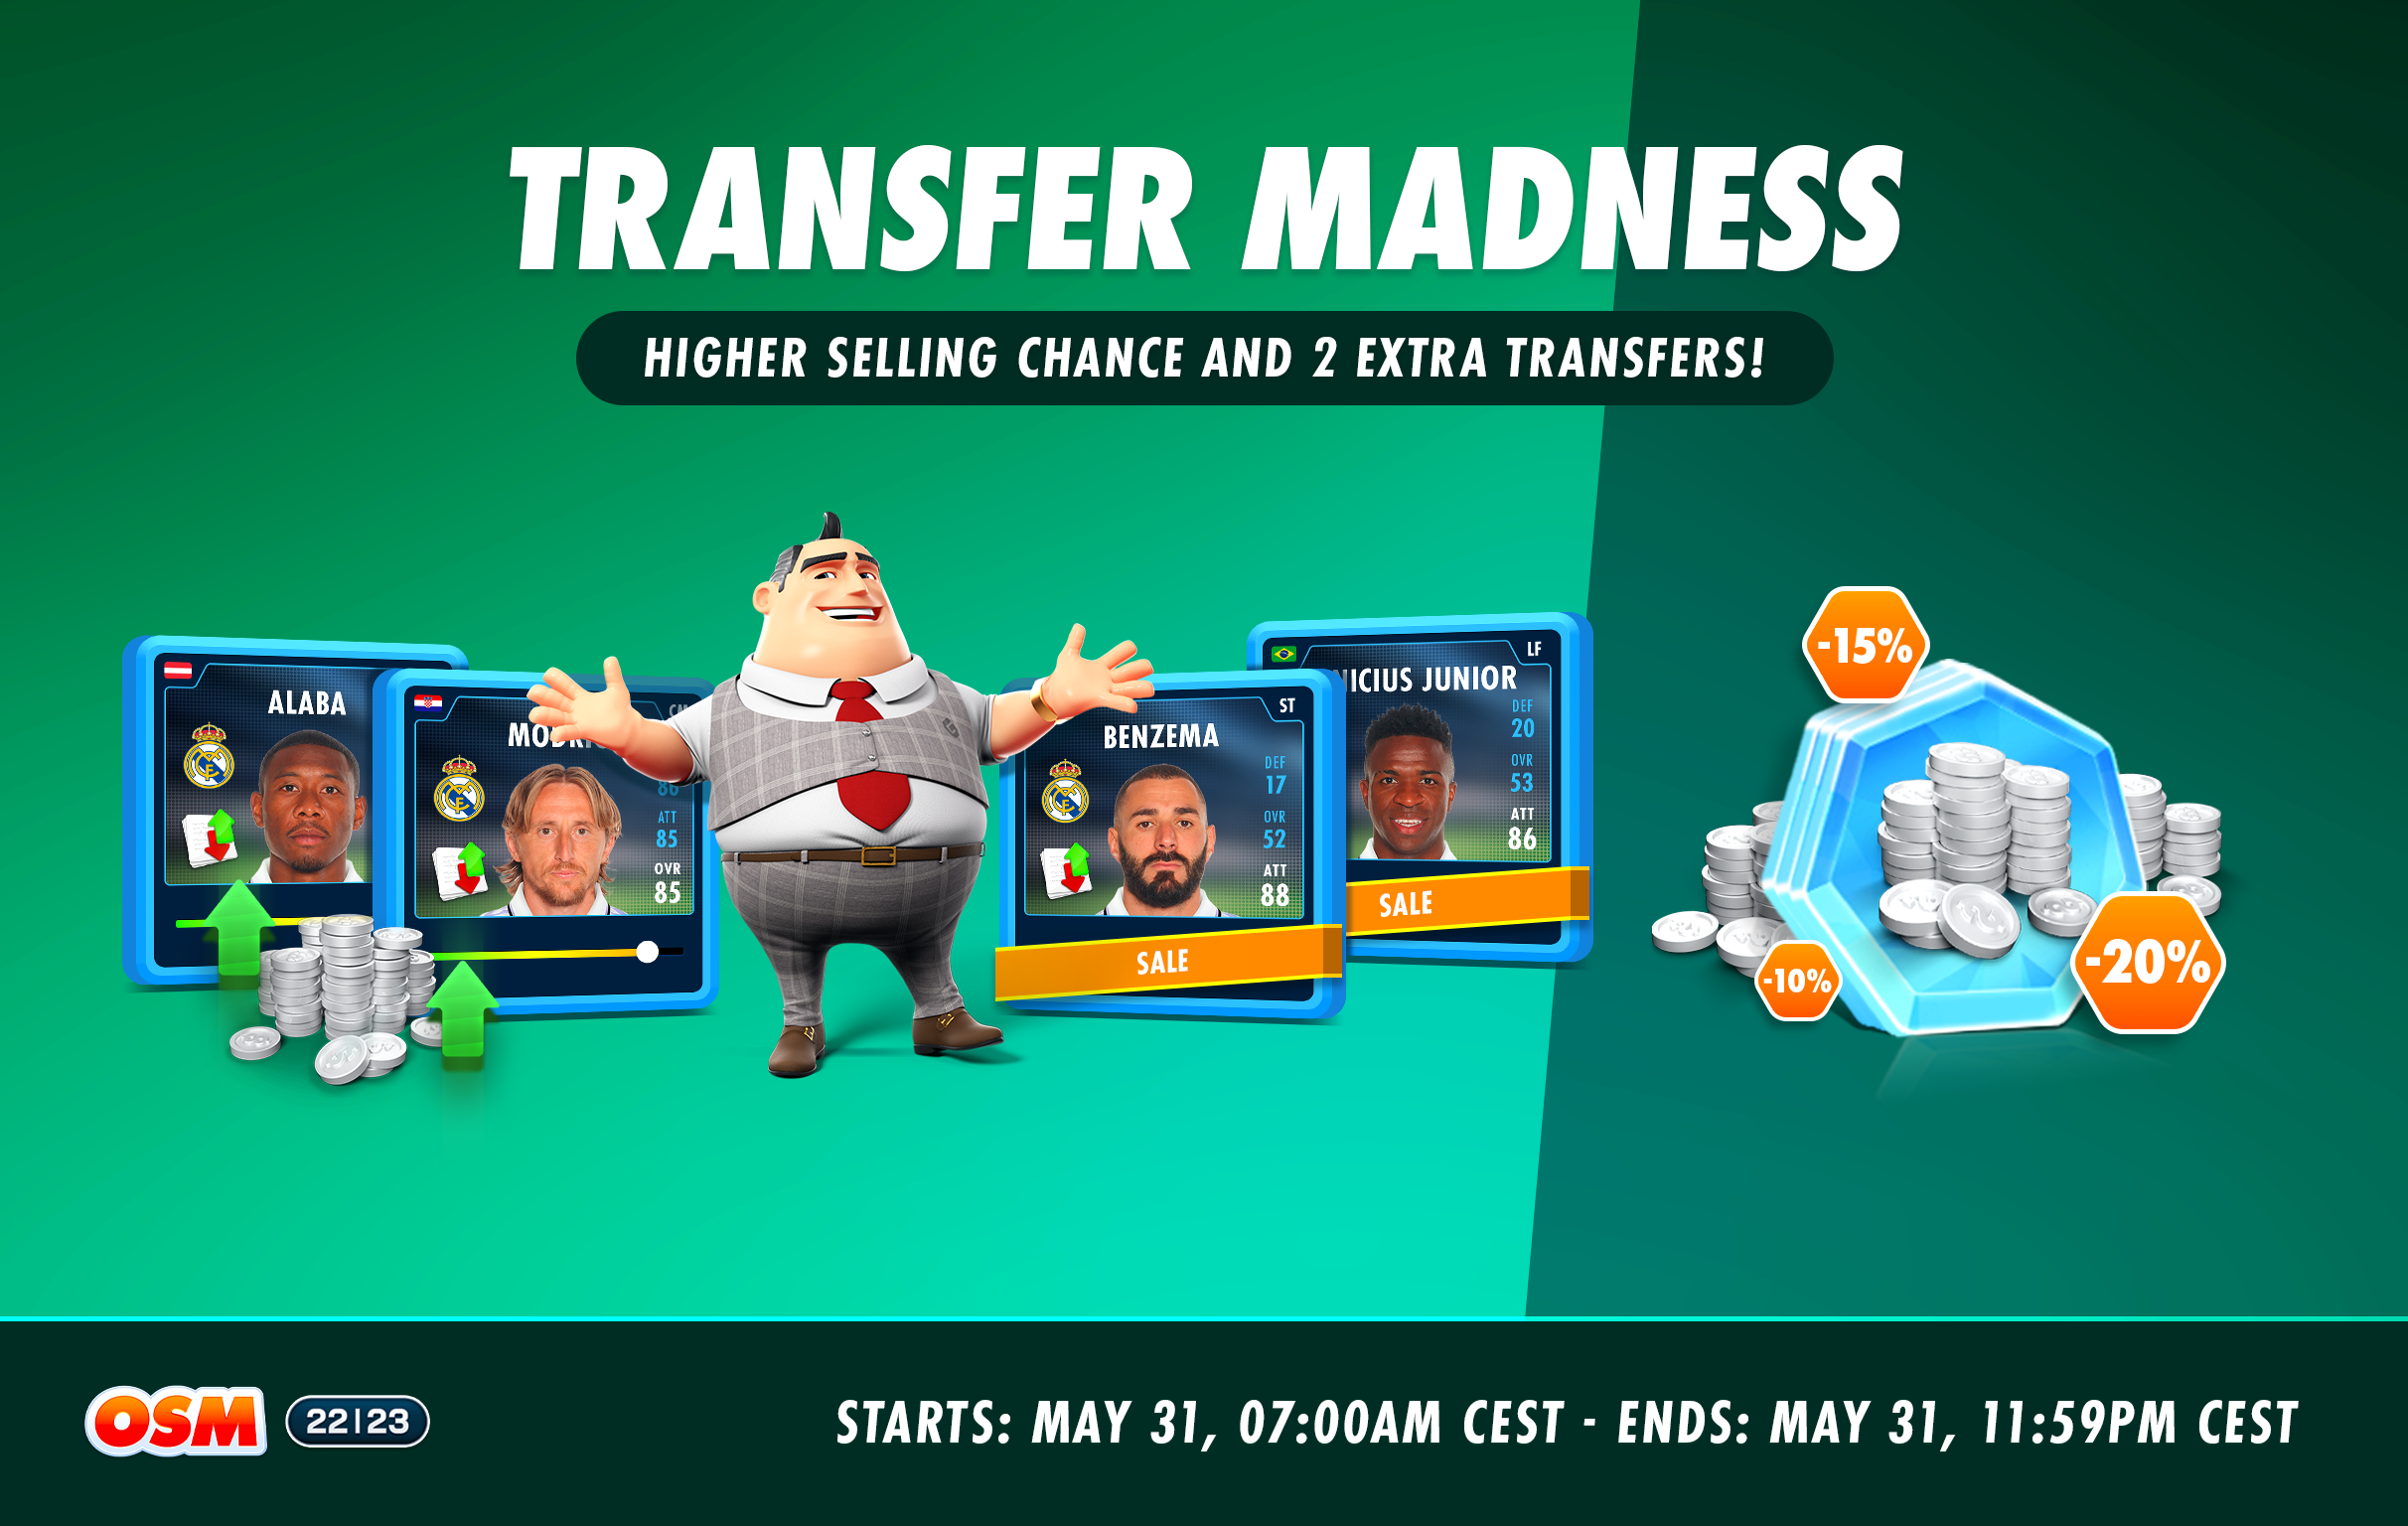 TRANSFER MADNESS
HIGHER SELLING CHANCE AND 2 EXTRA TRANSFERS!
ALABA
CM
86
ATT
85
OVR
85
ST
BENZEMA
DEF
17
OVR
52
ATT
88
SALE
LF
JUNIOR
DEF
20
OVR
53
ATT
86
SALE
-15%
-10%
-20%
OSM 22|23
STARTS: MAY 31, 07:00AM CEST - ENDS: MAY 31, 11:59PM CEST